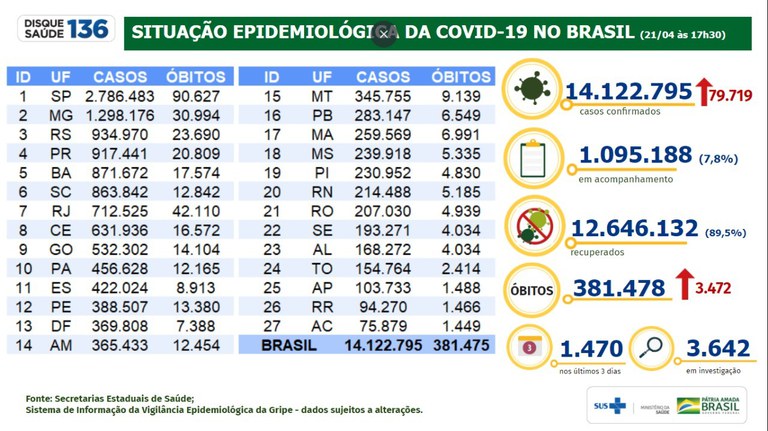 DISQUE
SAÚDE 136
SITUAÇÃO EPIDEMIOLÓGICA DA COVID-19 NO BRASIL (21/04 às 17h30)
ID UF CASOS ÓBITOS
1 SP 2.786.483 90.627
2 MG 1.298.176 30.994
3 RS 934.970 23.690
4 PR 917.441 20.809
5 BA 871.672 17.574
6 SC 863.842 12.842
7 RJ 712.525 42.110
8 CE 631.936 16.572
9 GO 532.302 14.104
10 PA 456.628 12.165
11 ES 422.024 8.913
12 PE 388.507 13.380
13 DF 369.808 7.388
14 AM 365.433 12.454
ID UF CASOS ÓBITOS
15 MT 345.755 9.139
16 PB 283.147 6.549
17 MA 259.569 6.991
18 MS 239.918 5.335
19 PI 230.952 4.830
20 RN 214.488 5.185
21 RO 207.030 4.939
22 SE 193.271 4.034
23 AL 168.272 4.034
24 TO 154.764 2.414
25 AP 103.733 1.488
26 RR 94.270 1.466
27 AC 75.879 1.449
BRASIL 14.122.795 381.475
14.122.795 79.719
casos confirmados
1.095.188 (7,8%)
em acompanhamento
12.646.132 (89,5%)
recuperados
ÓBITOS 381.478 3.472
3 1.470
nos últimos 3 dias
3.642
em investigação
Fonte: Secretarias Estaduais de Saúde;
Sistema de Informação da Vigilância Epidemiológica da Gripe - dados sujeitos a alterações.
SUS
MINISTÉRIO DA
SAÚDE
PÁTRIA AMADA
BRASIL
GOVERNO FEDERAL